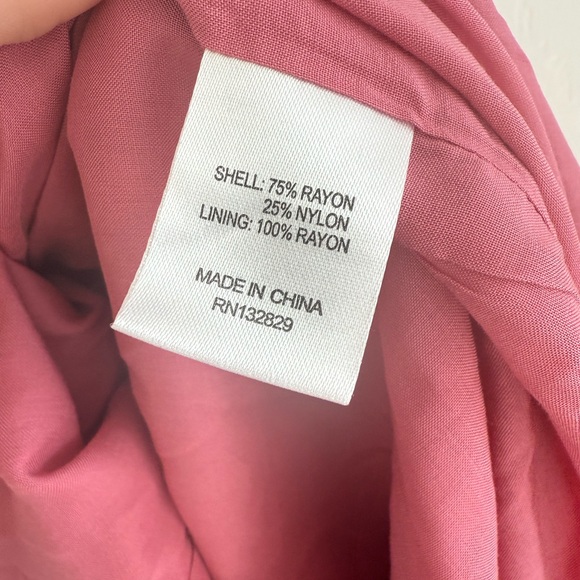 SHELL: 75% RAYON
25% NYLON
LINING: 100% RAYON
MADE IN CHINA
RN132829